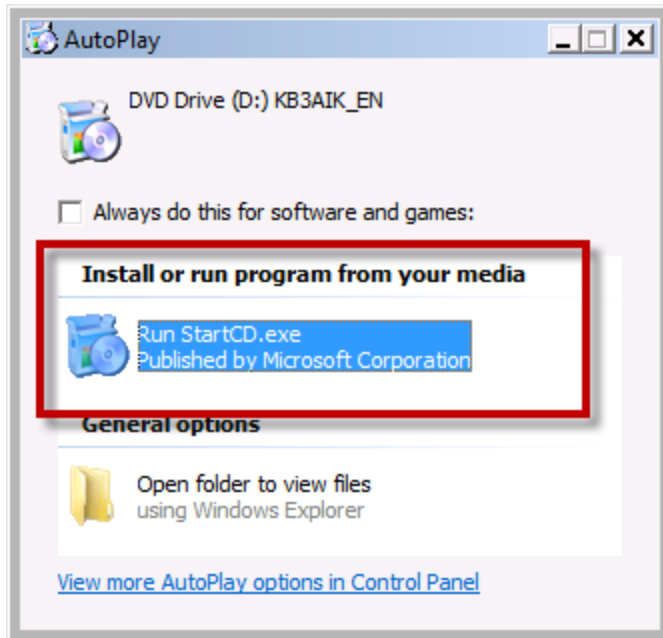 AutoPlay
DVD Drive (D:) KB3AIK_EN
Always do this for software and games:
Install or run program from your media
Run StartCD.exe
Published by Microsoft Corporation
General options
Open folder to view files
using Windows Explorer
View more AutoPlay options in Control Panel